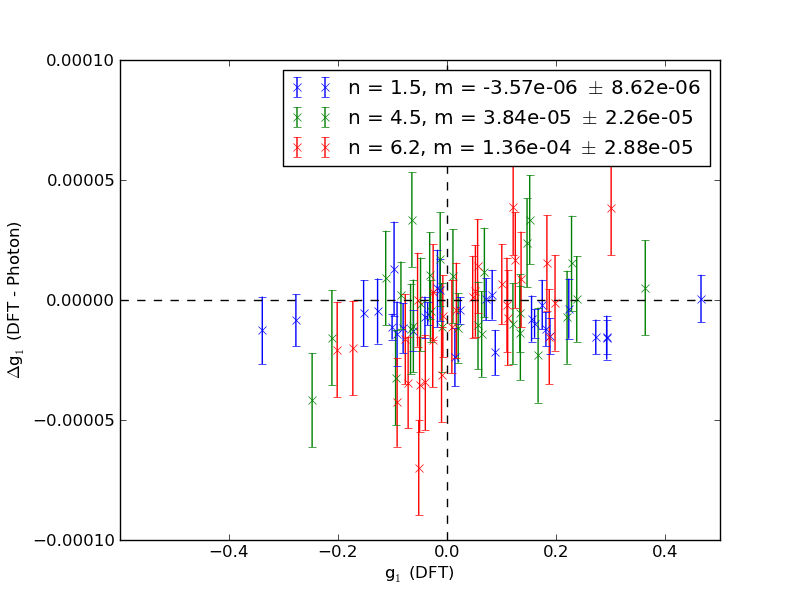 0.00010
n = 1.5, m = -3.57e-06 ± 8.62e-06
n = 4.5, m = 3.84e-05 ± 2.26e-05
n = 6.2, m = 1.36e-04 ± 2.88e-05
0.00005
0.00000
−0.00005
−0.00010
Δg₁ (DFT - Photon)
−0.4 −0.2 0.0 0.2 0.4
g₁ (DFT)